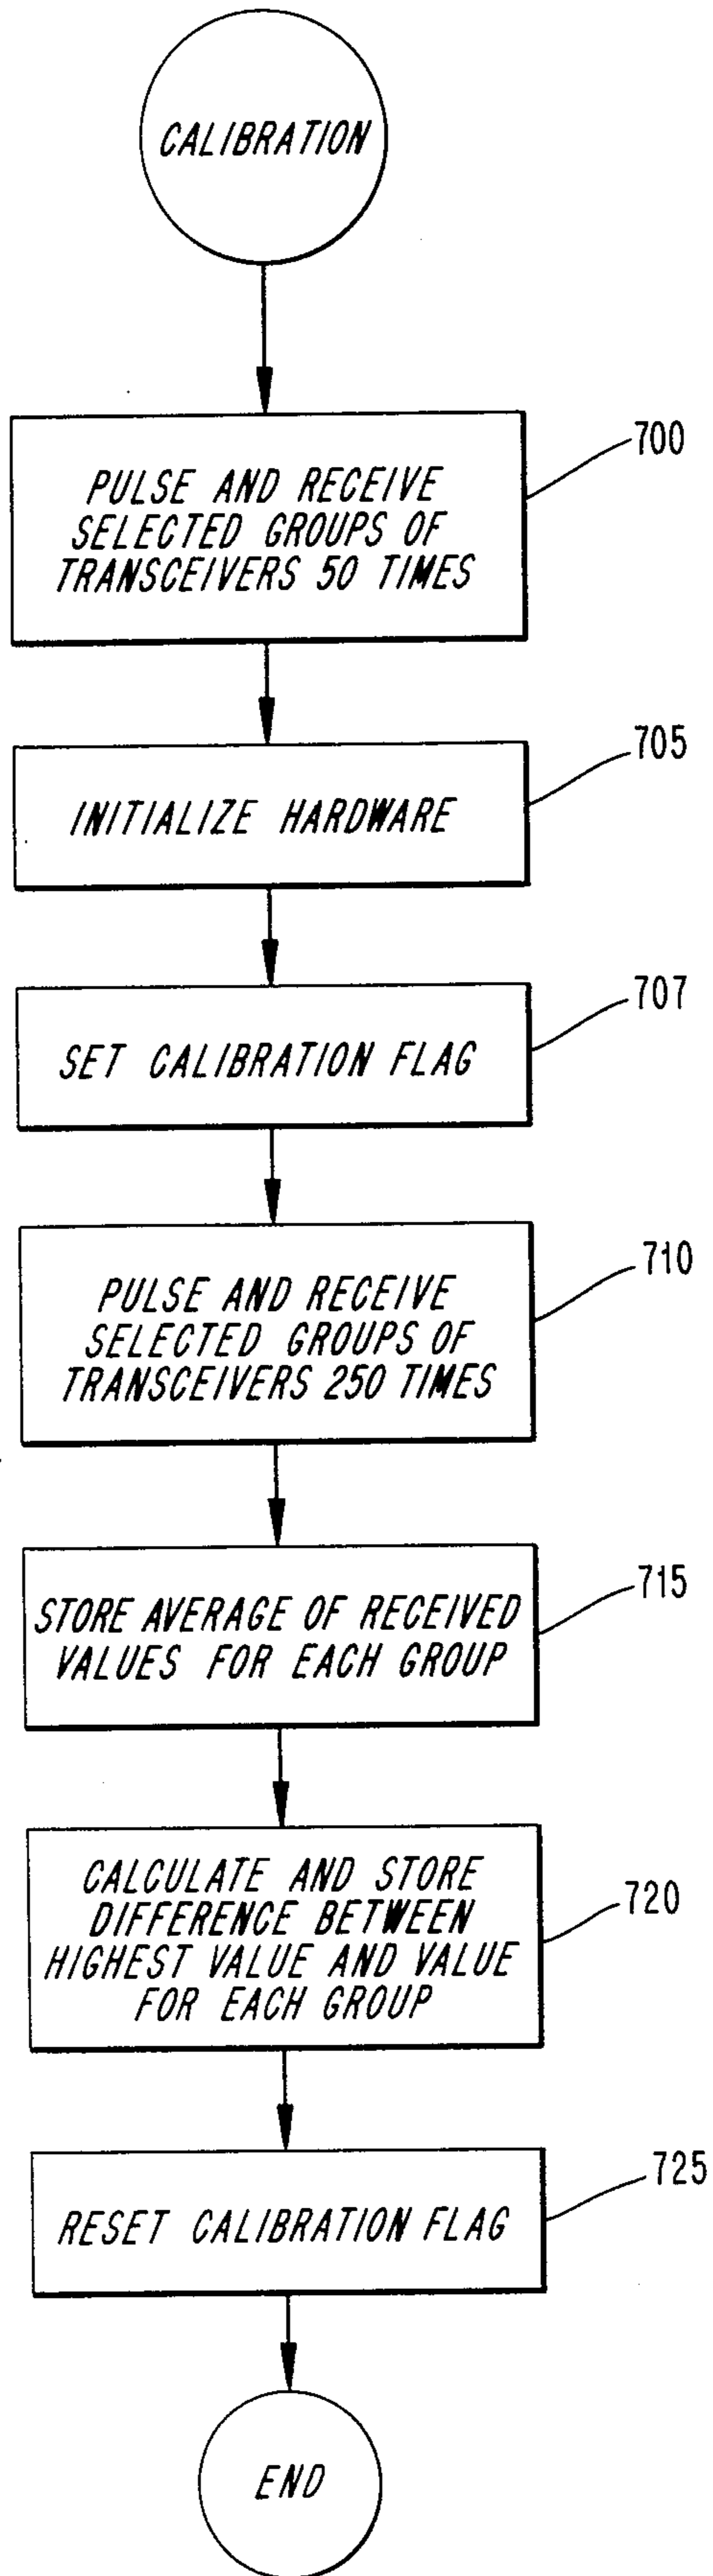 CALIBRATION
700
PULSE AND RECEIVE
SELECTED GROUPS OF
TRANSCEIVERS 50 TIMES
705
INITIALIZE HARDWARE
707
SET CALIBRATION FLAG
710
PULSE AND RECEIVE
SELECTED GROUPS OF
TRANSCEIVERS 250 TIMES
715
STORE AVERAGE OF RECEIVED
VALUES FOR EACH GROUP
720
CALCULATE AND STORE
DIFFERENCE BETWEEN
HIGHEST VALUE AND VALUE
FOR EACH GROUP
725
RESET CALIBRATION FLAG
END